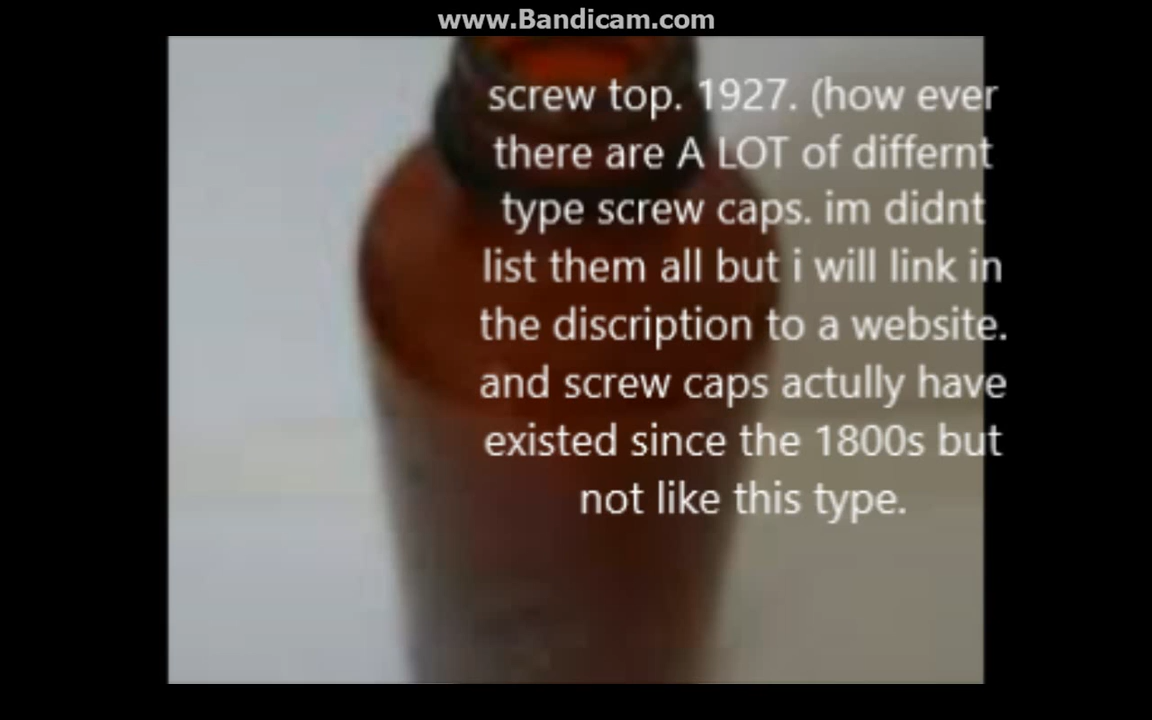 www.Bandicam.com
screw top. 1927. (how ever
there are A LOT of differnt
type screw caps. im didnt
list them all but i will link in
the discription to a website.
and screw caps actully have
existed since the 1800s but
not like this type.